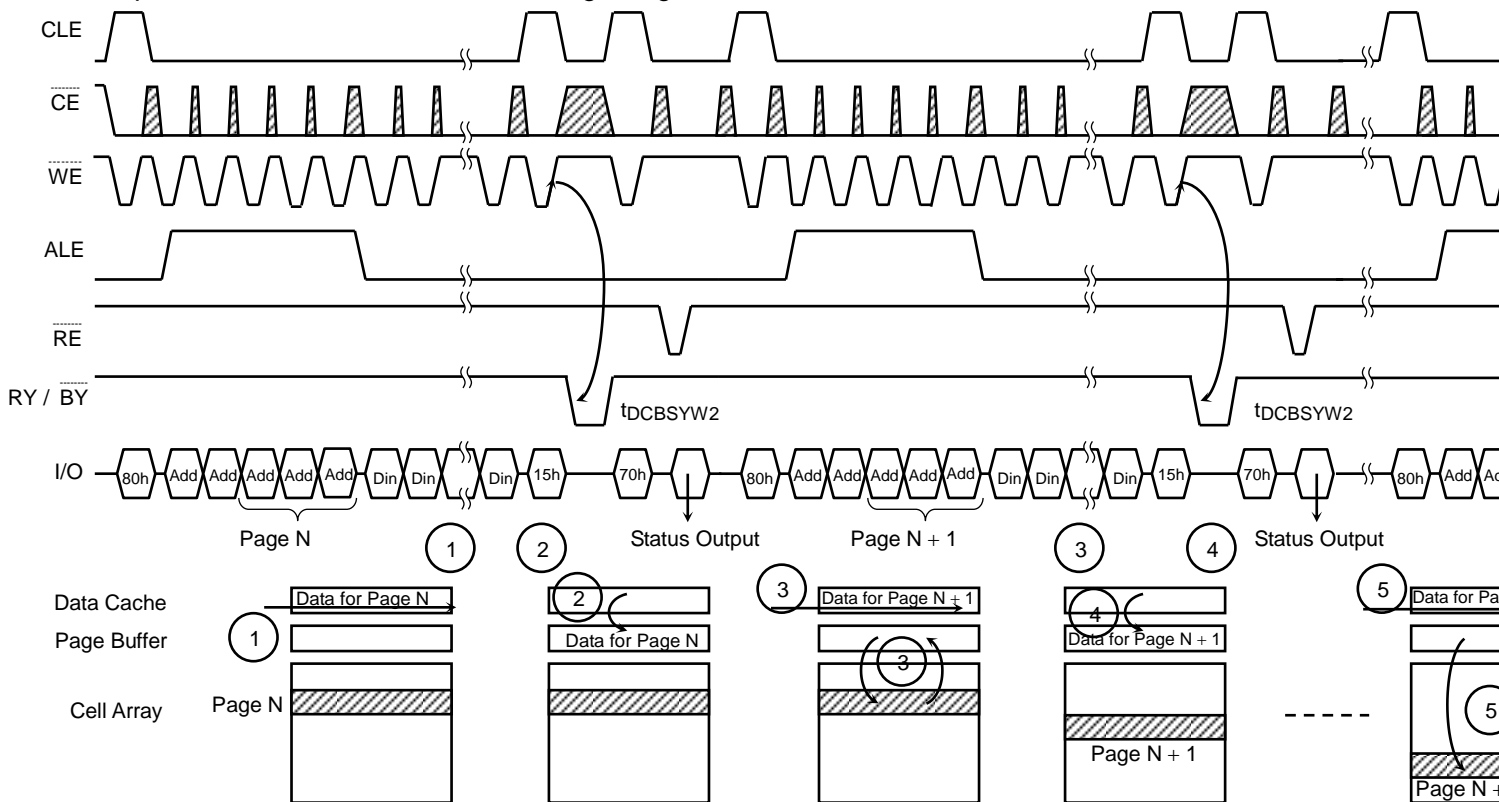 CLE
CE
WE
ALE
RE
RY / BY
tDCBSYW2 tDCBSYW2
I/O 80h Add Add Add Add Add Din Din Din 15h 70h 80h Add Add Add Add Add Din Din Din 15h 70h 80h Add
Page N Status Output Page N + 1 Status Output
1 2 3 4
Data Cache Data for Page N 2 3 Data for Page N + 1 4 5
Page Buffer 1 Data for Page N 3 Data for Page N + 1
Cell Array Page N 5
Page N + 1
Page N +